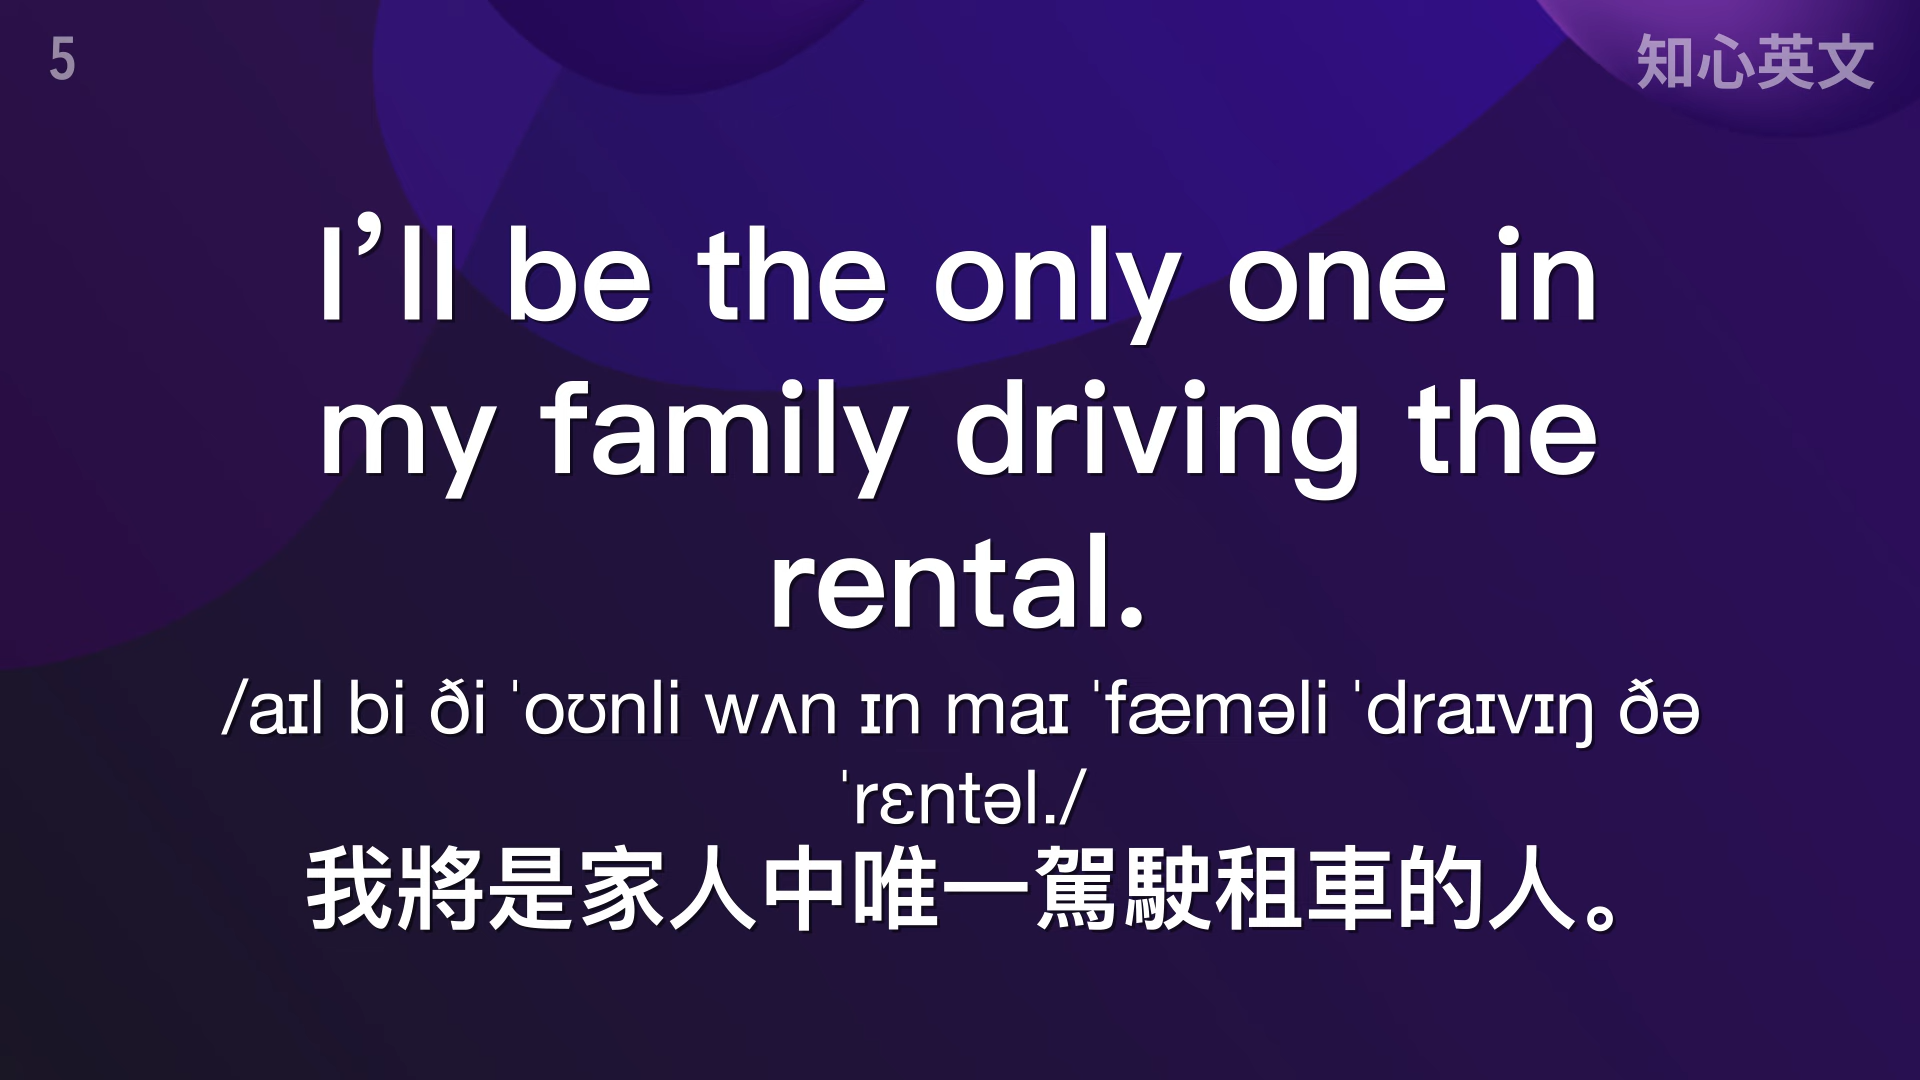 5
知心英文
I’ll be the only one in
my family driving the
rental.
/aɪl bi ði ˈoʊnli wʌn ɪn maɪ ˈfæməli ˈdraɪvɪŋ ðə
ˈrɛntəl./
我將是家人中唯一駕駛租車的人。